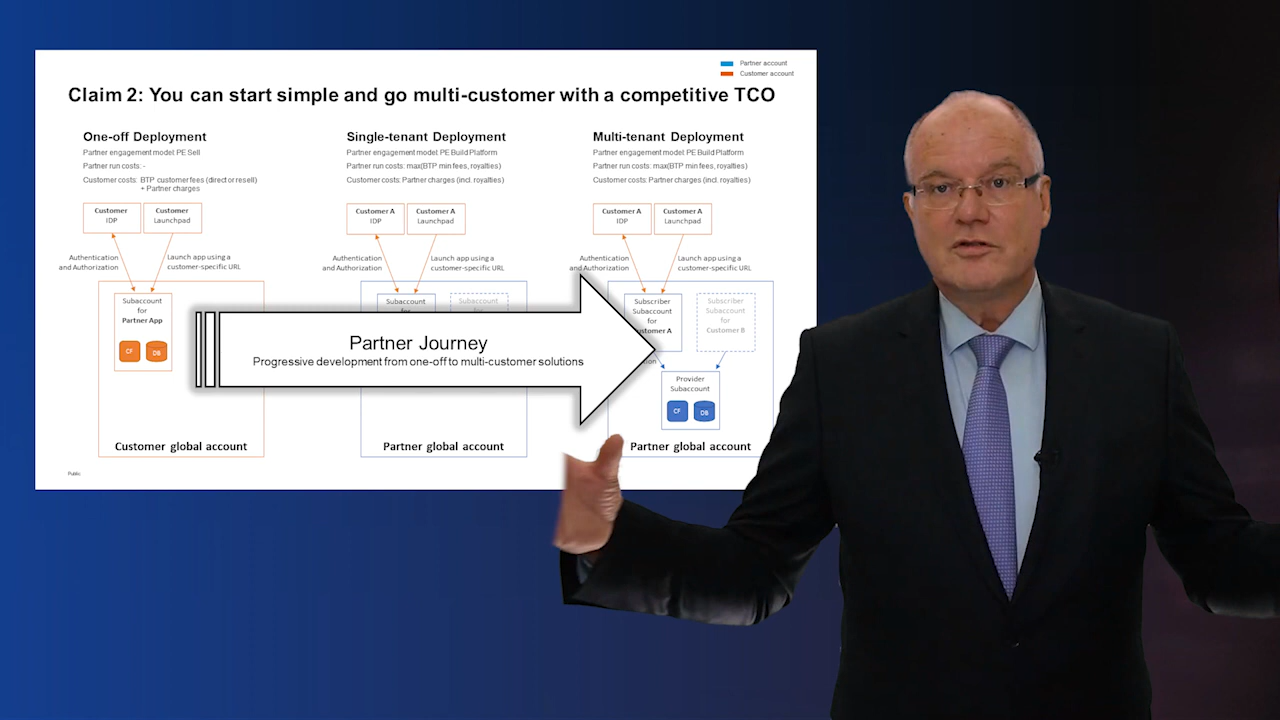 Partner account
Customer account
Claim 2: You can start simple and go multi-customer with a competitive TCO
One-off Deployment
Partner engagement model: PE Sell
Partner run costs: -
Customer costs: BTP customer fees (direct or resell)
+ Partner charges
Customer
IDP
Customer
Launchpad
Authentication
and Authorization
Launch app using a
customer-specific URL
Subaccount
for
Partner App
CF
DB
Customer global account
Single-tenant Deployment
Partner engagement model: PE Build Platform
Partner run costs: max(BTP min fees, royalties)
Customer costs: Partner charges (incl. royalties)
Customer A
IDP
Customer A
Launchpad
Authentication
and Authorization
Launch app using a
customer-specific URL
Subaccount
Subaccount
Partner global account
Multi-tenant Deployment
Partner engagement model: PE Build Platform
Partner run costs: max(BTP min fees, royalties)
Customer costs: Partner charges (incl. royalties)
Customer A
IDP
Customer A
Launchpad
Authentication
and Authorization
Launch app using a
customer-specific URL
Subscriber
Subaccount
for
Subscriber
Subaccount
for
Customer B
Provider
Subaccount
CF
DB
Partner global account
Partner Journey
Progressive development from one-off to multi-customer solutions
Public